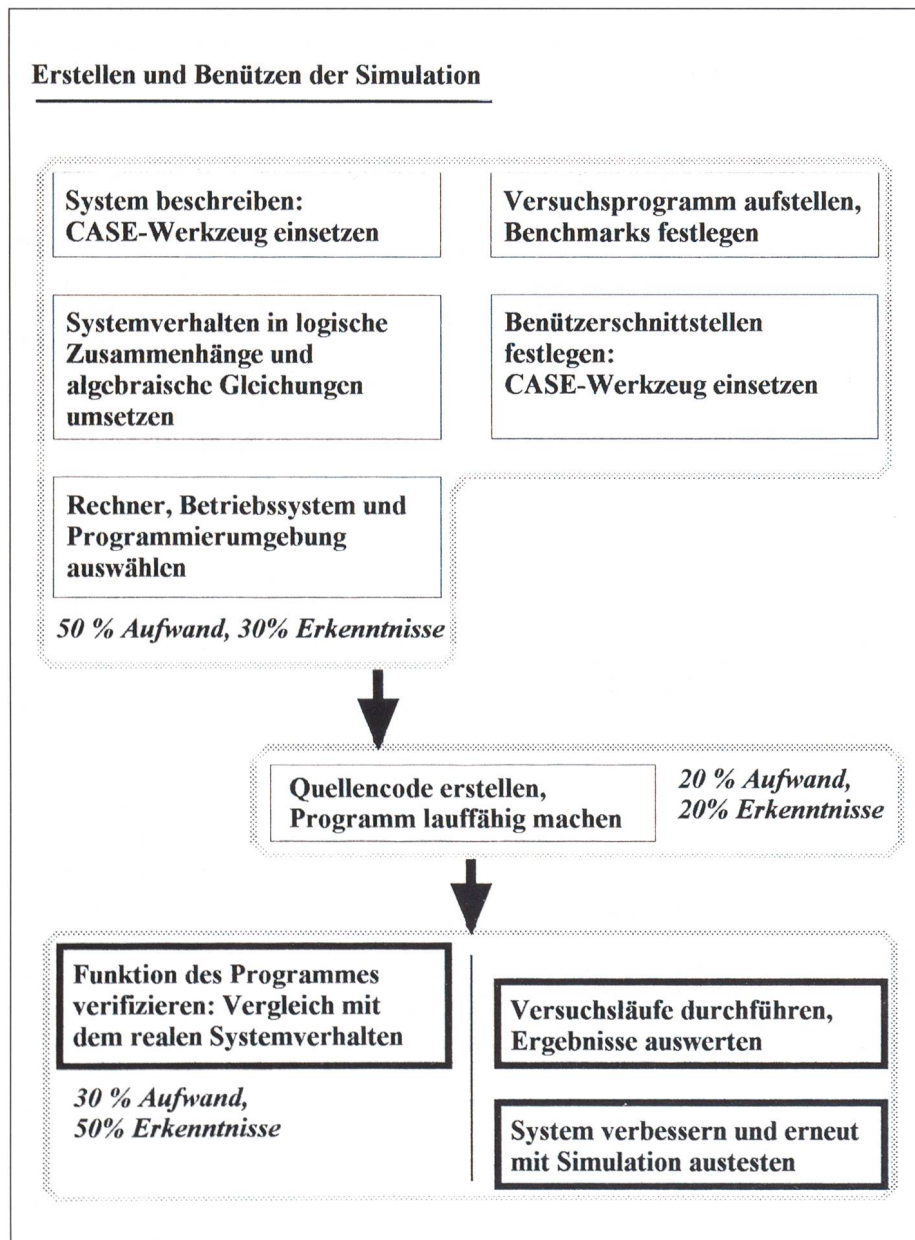 Erstellen und Benützen der Simulation
System beschreiben:
CASE-Werkzeug einsetzen
Versuchsprogramm aufstellen,
Benchmarks festlegen
Systemverhalten in logische
Zusammenhänge und
algebraische Gleichungen
umsetzen
Benützerschnittstellen
festlegen:
CASE-Werkzeug einsetzen
Rechner, Betriebssystem und
Programmierumgebung
auswählen
50 % Aufwand, 30% Erkenntnisse
Quellencode erstellen,
Programm lauffähig machen
20 % Aufwand,
20% Erkenntnisse
Funktion des Programmes
verifizieren: Vergleich mit
dem realen Systemverhalten
30 % Aufwand,
50% Erkenntnisse
Versuchsläufe durchführen,
Ergebnisse auswerten
System verbessern und erneut
mit Simulation austesten